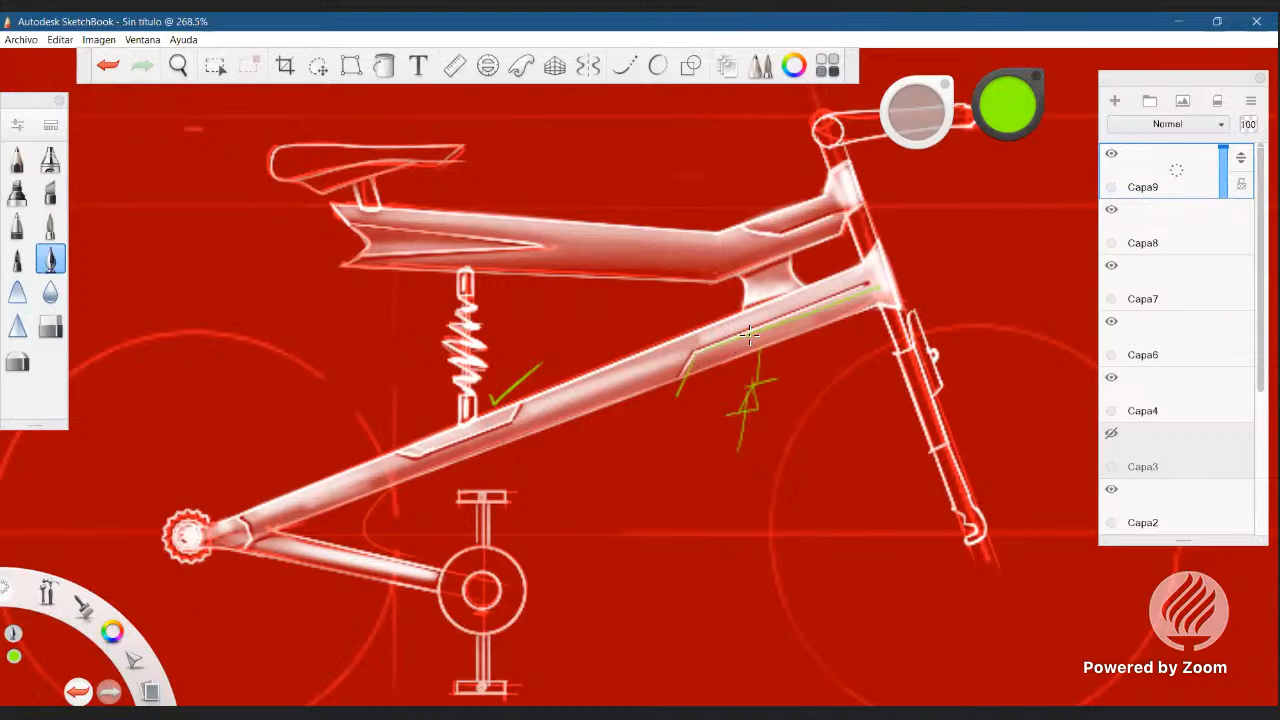 Autodesk SketchBook - Sin título @ 268.5%
Archivo Editar Imagen Ventana Ayuda
T
Normal 100
Capa9
Capa8
Capa7
Capa6
Capa4
Capa3
Capa2
Powered by Zoom